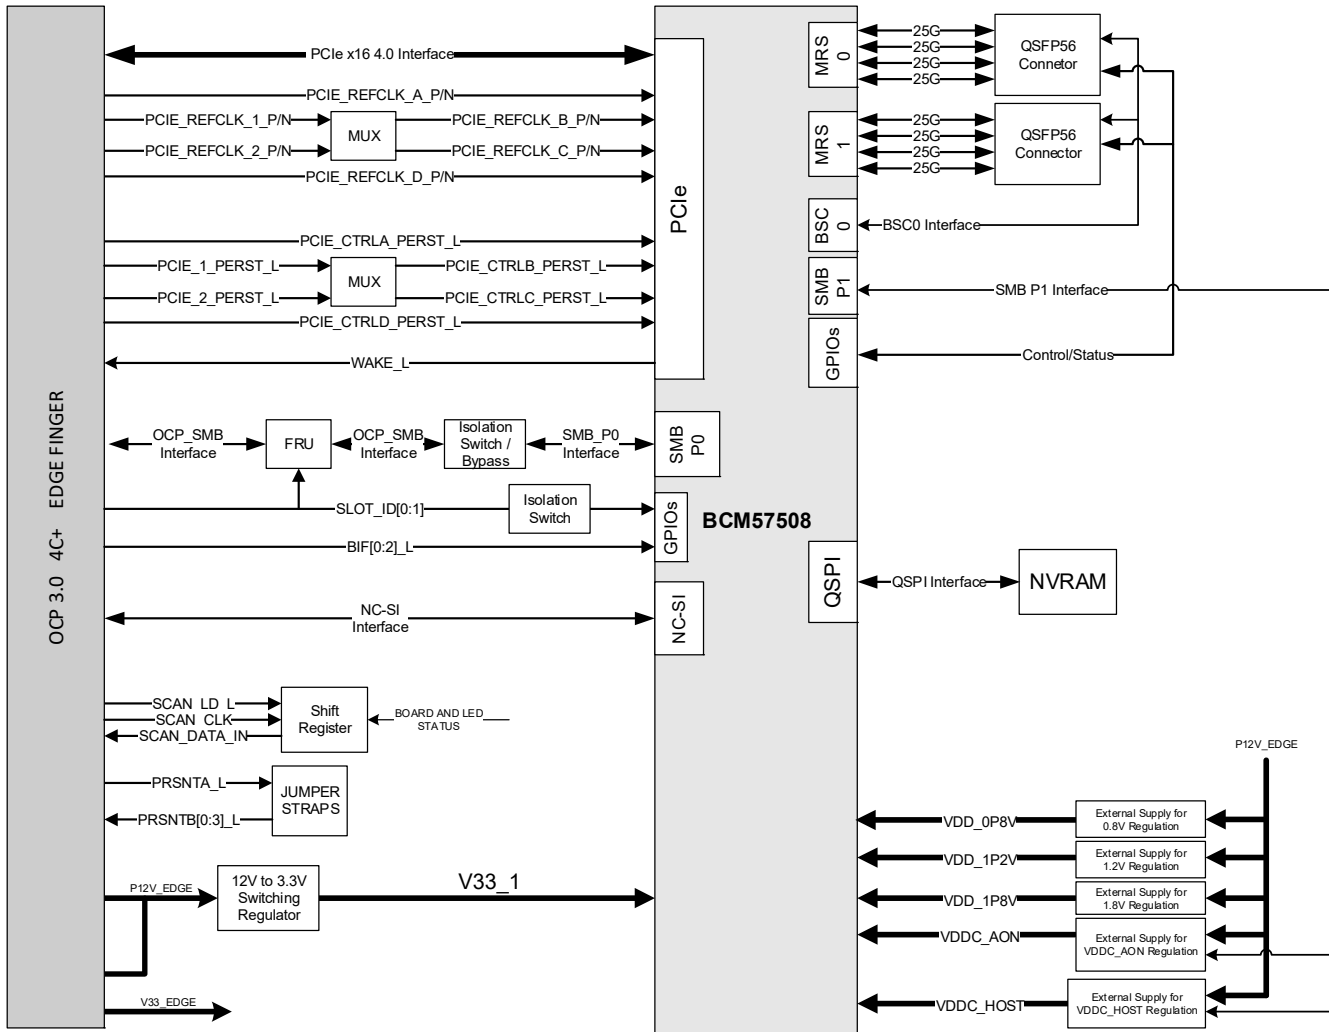 OCP 3.0 4C+ EDGE FINGER
PCIe x16 4.0 Interface
PCIE_REFCLK_A_P/N
PCIE_REFCLK_1_P/N
MUX
PCIE_REFCLK_B_P/N
PCIE_REFCLK_2_P/N
PCIE_REFCLK_C_P/N
PCIE_REFCLK_D_P/N
PCIE_CTRLA_PERST_L
PCIE_1_PERST_L
MUX
PCIE_CTRLB_PERST_L
PCIE_2_PERST_L
PCIE_CTRLC_PERST_L
PCIE_CTRLD_PERST_L
WAKE_L
PCIe
OCP_SMB
Interface
FRU
OCP_SMB
Interface
Isolation
Switch /
Bypass
SMB_P0
Interface
SMB
P0
SLOT_ID[0:1]
Isolation
Switch
BIF[0:2]_L
GPIOs
NC-SI
Interface
NC-SI
SCAN_LD_L
SCAN_CLK
SCAN_DATA_IN
Shift
Register
BOARD AND LED
STATUS
PRSNTA_L
PRSNTB[0:3]_L
JUMPER
STRAPS
P12V_EDGE
12V to 3.3V
Switching
Regulator
V33_1
V33_EDGE
BCM57508
MRS
0
25G
25G
25G
25G
QSFP56
Connetor
MRS
1
25G
25G
25G
25G
QSFP56
Connector
BSC
0
BSC0 Interface
SMB
P1
SMB P1 Interface
GPIOs
Control/Status
QSPI
QSPI Interface
NVRAM
P12V_EDGE
VDD_0P8V
External Supply for
0.8V Regulation
VDD_1P2V
External Supply for
1.2V Regulation
VDD_1P8V
External Supply for
1.8V Regulation
VDDC_AON
External Supply for
VDDC_AON Regulation
VDDC_HOST
External Supply for
VDDC_HOST Regulation